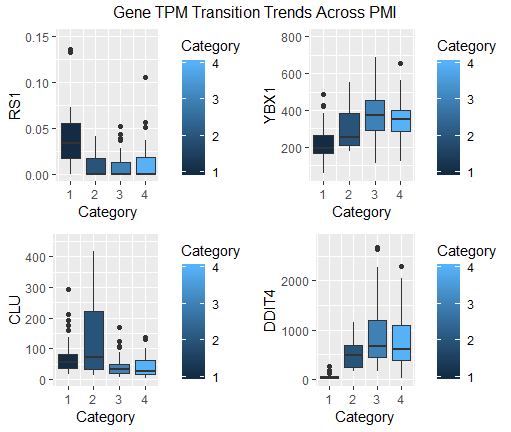 Gene TPM Transition Trends Across PMI
RS1
0.15
0.10
0.05
0.00
1 2 3 4
Category
Category
4
3
2
1
YBX1
800
600
400
200
1 2 3 4
Category
Category
4
3
2
1
CLU
400
300
200
100
0
1 2 3 4
Category
Category
4
3
2
1
DDIT4
2000
1000
0
1 2 3 4
Category
Category
4
3
2
1